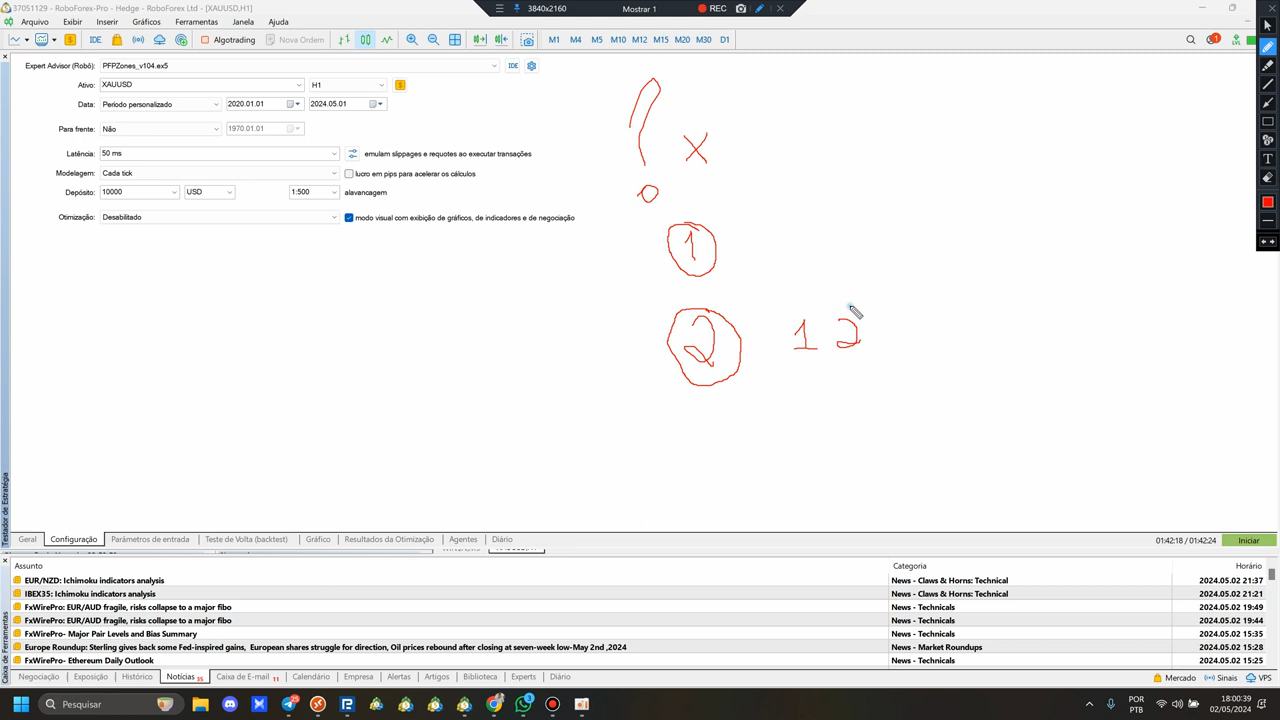 37051129 - RoboForex-Pro - Hedge - RoboForex Ltd - [XAUUSD,H1]
3840x2160
Mostrar 1
REC
Arquivo Exibir Inserir Gráficos Ferramentas Janela Ajuda
IDE
Algotrading
Nova Ordem
M4 M5 M10 M12 M15 M20 M30 D1
1
LVL
Expert Advisor (Robô): PFPZones_v104.ex5 IDE
Ativo: XAUUSD H1
Data: Período personalizado 2020.01.01 2024.05.01
Para frente: Não 1970.01.01
Latência: 50 ms emulam slippages e requotes ao executar transações
Modelagem: Cada tick lucro em pips para acelerar os cálculos
Depósito: 10000 USD 1:500 alavancagem
Otimização: Desabilitado modo visual com exibição de gráficos, de indicadores e de negociação
X
1
2 1 2
Testador de Estratégia
Geral Configuração Parâmetros de entrada Teste de Volta (backtest) Gráfico Resultados da Otimização Agentes Diário 01:42:18 / 01:42:24 Iniciar
Assunto Categoria Horário
EUR/NZD: Ichimoku indicators analysis News - Claws & Horns: Technical 2024.05.02 21:37
IBEX35: Ichimoku indicators analysis News - Claws & Horns: Technical 2024.05.02 21:21
FxWirePro: EUR/AUD fragile, risks collapse to a major fibo News - Technicals 2024.05.02 19:49
FxWirePro: EUR/AUD fragile, risks collapse to a major fibo News - Technicals 2024.05.02 19:44
FxWirePro- Major Pair Levels and Bias Summary News - Technicals 2024.05.02 15:35
Europe Roundup: Sterling gives back some Fed-inspired gains, European shares struggle for direction, Oil prices rebound after closing at seven-week low-May 2nd ,2024 News - Market Roundups 2024.05.02 15:28
FxWirePro- Ethereum Daily Outlook News - Technicals 2024.05.02 15:25
Caixa de Ferramentas
Negociação Exposição Histórico Notícias 35 Caixa de E-mail 11 Calendário Empresa Alertas Artigos Biblioteca Experts Diário Mercado Sinais VPS
Pesquisar
3
POR
PTB
18:00:39
02/05/2024